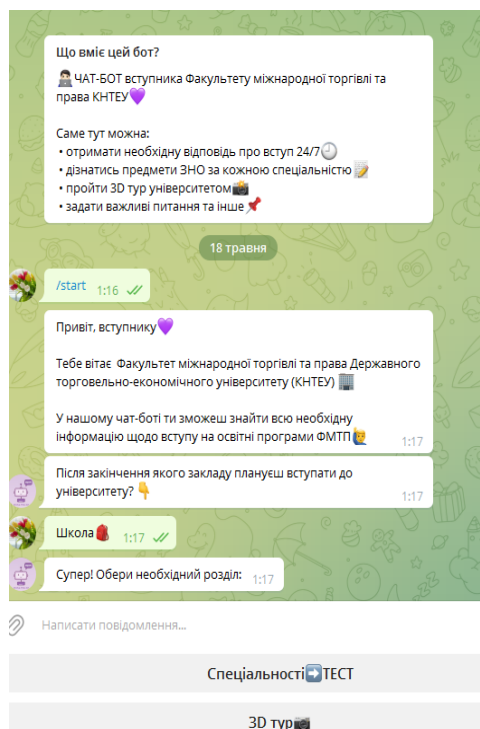 Що вміє цей бот?
👨🏻‍💻ЧАТ-БОТ вступника Факультету міжнародної торгівлі та
права КНТЕУ💜
Саме тут можна:
• отримати необхідну відповідь про вступ 24/7🕘
• дізнатись предмети ЗНО за кожною спеціальністю 📝
• пройти 3D тур університетом📸
• задати важливі питання та інше📌
18 травня
/start 1:16
Привіт, вступнику💜
Тебе вітає Факультет міжнародної торгівлі та права Державного
торговельно-економічного університету (КНТЕУ) 🏢
У нашому чат-боті ти зможеш знайти всю необхідну
інформацію щодо вступу на освітні програми ФМТП🙋‍♂️ 1:17
Після закінчення якого закладу плануєш вступати до
університету? 👇 1:17
Школа🎒 1:17
Супер! Обери необхідний розділ: 1:17
Написати повідомлення...
Спеціальності➡️ТЕСТ
3D тур📷